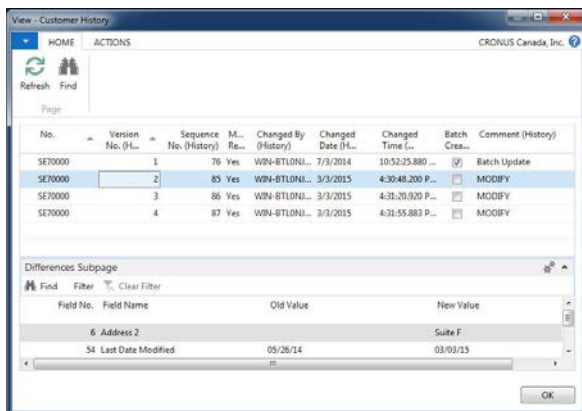 View - Customer History
HOME ACTIONS CRONUS Canada, Inc.
Refresh Find
Page
No. Version No. (H... Sequence No. (History) M... Re... Changed By (History) Changed Date (H... Changed Time (... Batch Crea... Comment (History)
SE70000 1 76 Yes WIN-BTL0NJ... 7/3/2014 10:52:25.880 ... Batch Update
SE70000 2 85 Yes WIN-BTL0NJ... 3/3/2015 4:30:48.200 P... MODIFY
SE70000 3 86 Yes WIN-BTL0NJ... 3/3/2015 4:31:20.920 P... MODIFY
SE70000 4 87 Yes WIN-BTL0NJ... 3/3/2015 4:31:55.883 P... MODIFY
Differences Subpage
Find Filter Clear Filter
Field No. Field Name Old Value New Value
6 Address 2 Suite F
54 Last Date Modified 05/26/14 03/03/15
OK